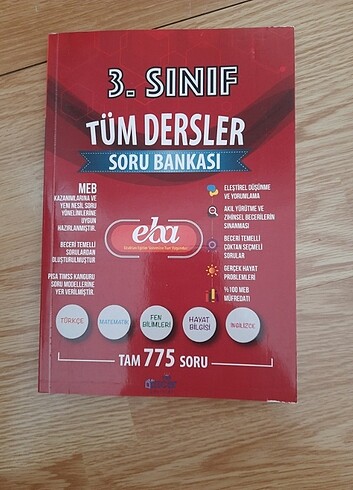 3. SINIF
TÜM DERSLER
SORU BANKASI
MEB
KAZANIMLARINA VE
YENİ NESİL SORU
YÖNELİMLERİNE
UYGUN
HAZIRLANMIŞTIR.
BECERİ TEMELLİ
SORULARDAN
OLUŞTURULMUŞTUR
PISA TIMSS KANGURU
SORU MODELLERİNE
YER VERİLMİŞTİR.
eba
ELEŞTİREL DÜŞÜNME
VE YORUMLAMA
AKIL YÜRÜTME VE
ZİHİNSEL BECERİLERİN
SINANMASI
BECERİ TEMELLİ
ÇOKTAN SEÇMELİ
SORULAR
GERÇEK HAYAT
PROBLEMLERİ
%100 MEB
MÜFREDATI
TÜRKÇE
MATEMATİK
FEN
BİLİMLERİ
HAYAT
BİLGİSİ
İNGİLİZCE
TAM 775 SORU